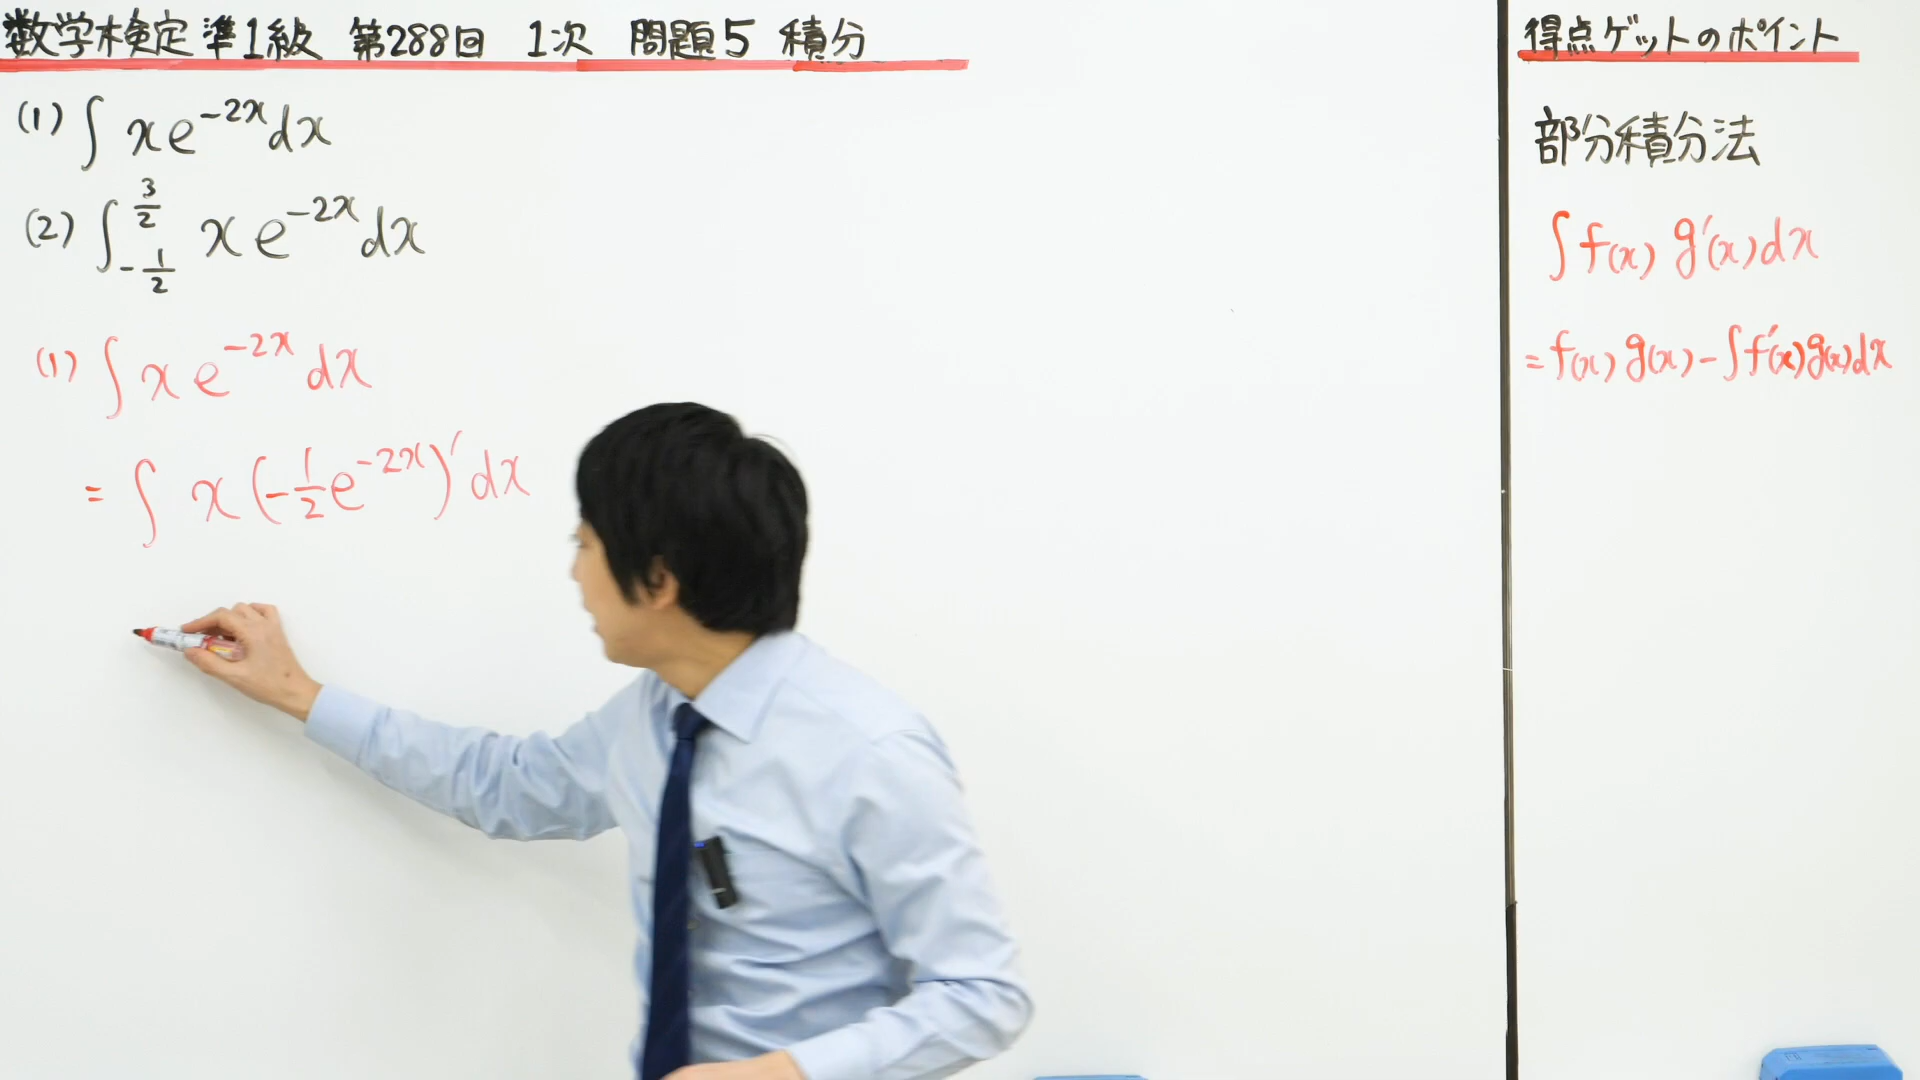 数学検定準1級 第288回 1次 問題5 積分
(1) ∫ xe^{-2x}dx
(2) ∫_{-1/2}^{3/2} xe^{-2x}dx
(1) ∫ xe^{-2x}dx
= ∫ x(-1/2 e^{-2x})'dx
得点ゲットのポイント
部分積分法
∫f(x) g'(x)dx
= f(x) g(x) - ∫f'(x)g(x)dx